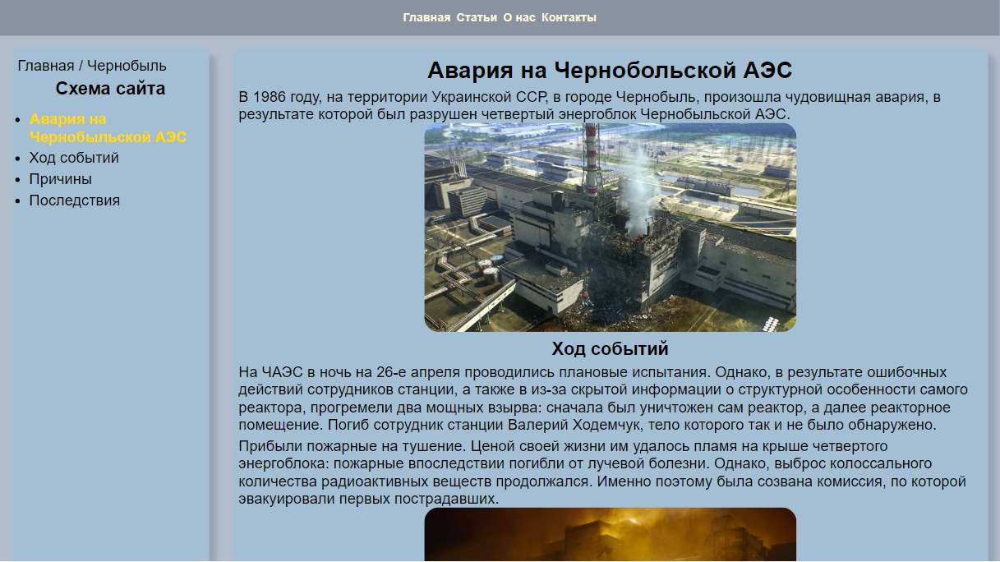 Главная Статьи О нас Контакты
Главная / Чернобыль
Схема сайта
Авария на
Чернобыльской АЭС
Ход событий
Причины
Последствия
Авария на Чернобольской АЭС
В 1986 году, на территории Украинской ССР, в городе Чернобыль, произошла чудовищная авария, в
результате которой был разрушен четвертый энергоблок Чернобыльской АЭС.
Ход событий
На ЧАЭС в ночь на 26-е апреля проводились плановые испытания. Однако, в результате ошибочных
действий сотрудников станции, а также в из-за скрытой информации о структурной особенности самого
реактора, прогремели два мощных взырва: сначала был уничтожен сам реактор, а далее реакторное
помещение. Погиб сотрудник станции Валерий Ходемчук, тело которого так и не было обнаружено.
Прибыли пожарные на тушение. Ценой своей жизни им удалось пламя на крыше четвертого
энергоблока: пожарные впоследствии погибли от лучевой болезни. Однако, выброс колоссального
количества радиоактивных веществ продолжался. Именно поэтому была созвана комиссия, по которой
эвакуировали первых пострадавших.